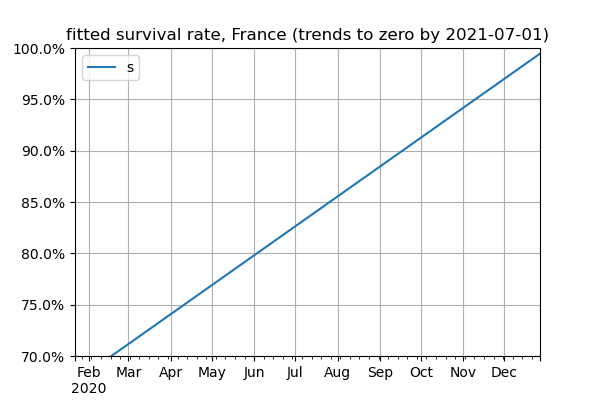 fitted survival rate, France (trends to zero by 2021-07-01)
100.0%
s
95.0%
90.0%
85.0%
80.0%
75.0%
70.0%
Feb Mar Apr May Jun Jul Aug Sep Oct Nov Dec
2020